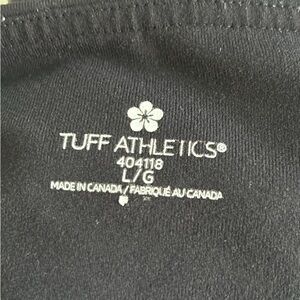 TUFF ATHLETICS®
404118
L/G
MADE IN CANADA / FABRIQUÉ AU CANADA